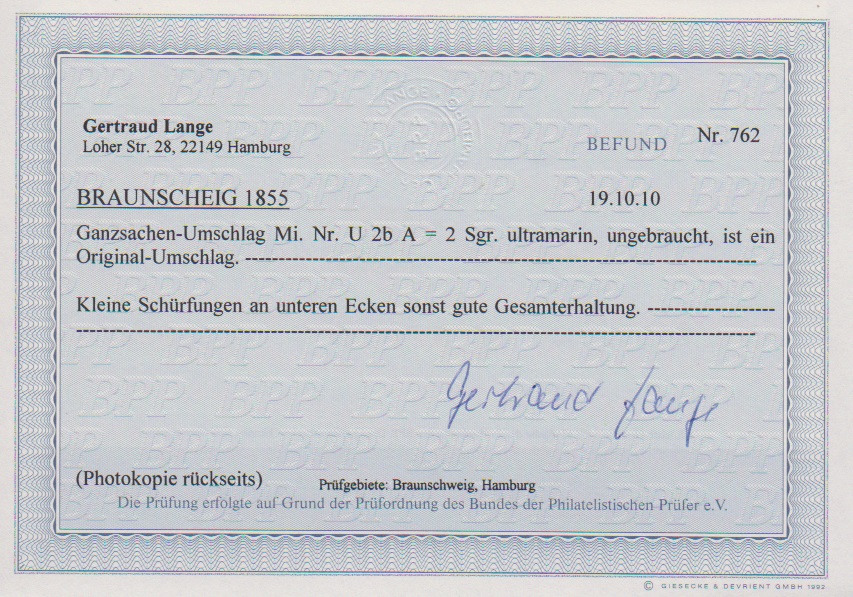 Gertraud Lange
Loher Str. 28, 22149 Hamburg
BEFUND Nr. 762
BRAUNSCHEIG 1855 19.10.10
Ganzsachen-Umschlag Mi. Nr. U 2b A = 2 Sgr. ultramarin, ungebraucht, ist ein
Original-Umschlag. ------------------------------------------------------------------------
Kleine Schürfungen an unteren Ecken sonst gute Gesamterhaltung. ------------------
------------------------------------------------------------------------------------------------
Gertraud Lange
(Photokopie rückseits) Prüfgebiete: Braunschweig, Hamburg
Die Prüfung erfolgte auf Grund der Prüfordnung des Bundes der Philatelistischen Prüfer e.V.
© GIESECKE & DEVRIENT GMBH 1992